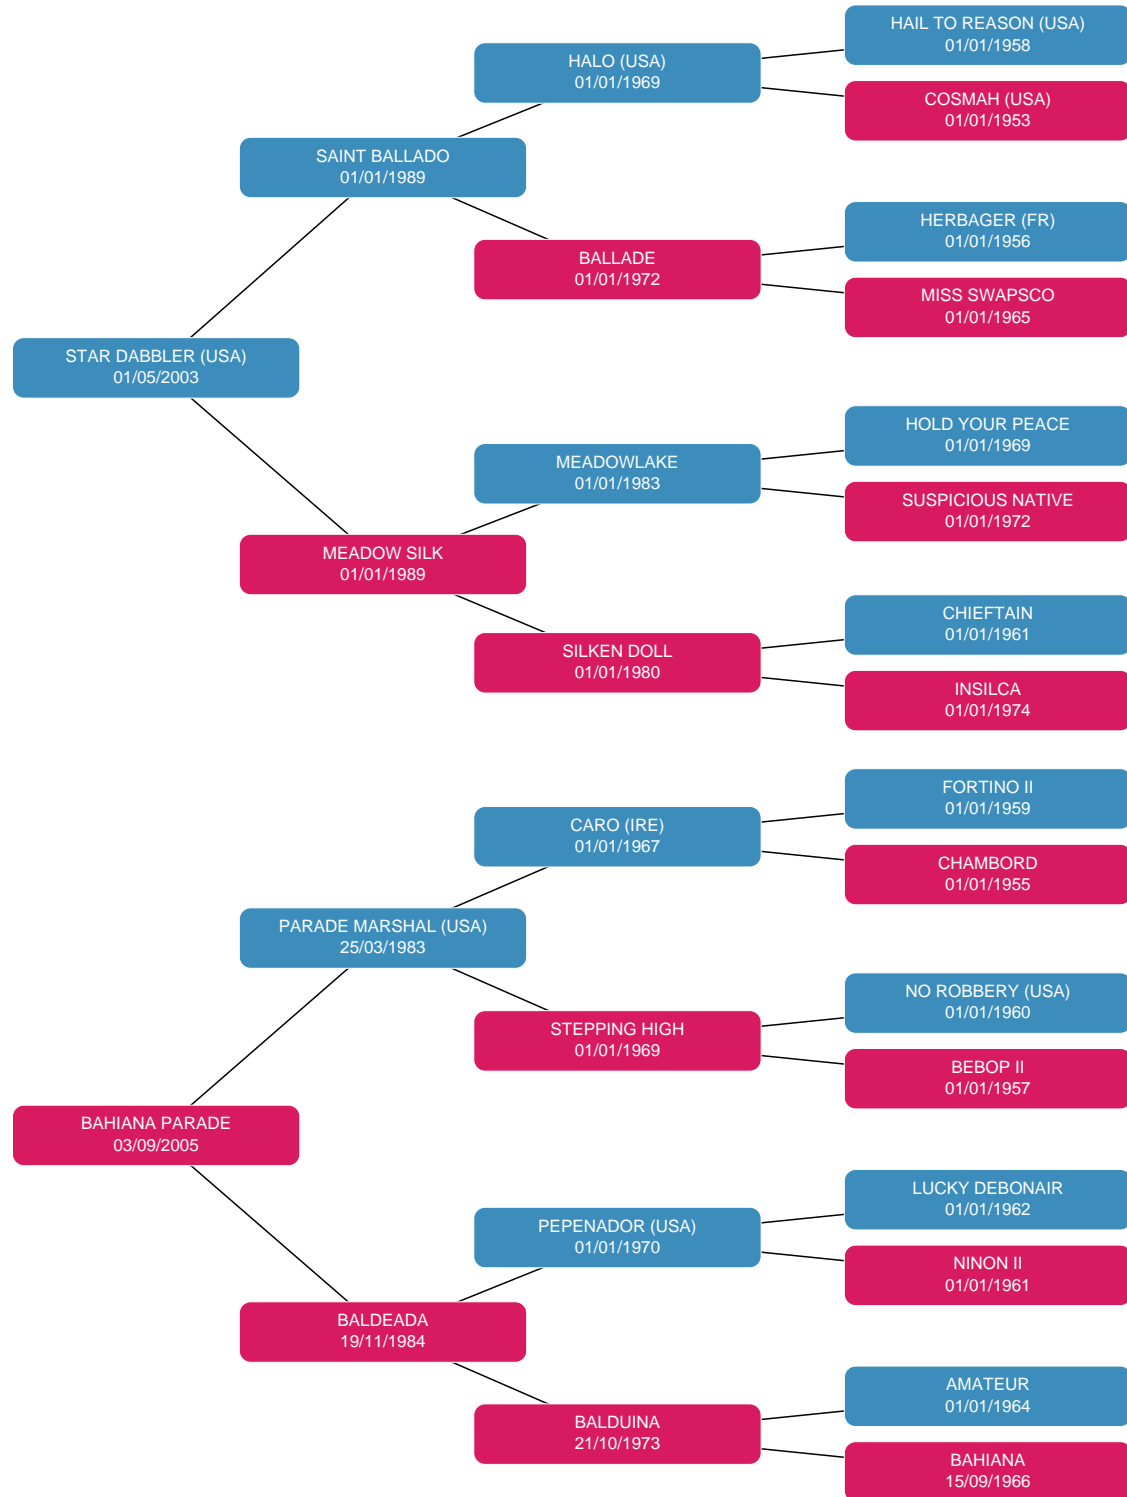 HAIL TO REASON (USA)
01/01/1958
HALO (USA)
01/01/1969
COSMAH (USA)
01/01/1953
SAINT BALLADO
01/01/1989
HERBAGER (FR)
01/01/1956
BALLADE
01/01/1972
MISS SWAPSCO
01/01/1965
STAR DABBLER (USA)
01/05/2003
HOLD YOUR PEACE
01/01/1969
MEADOWLAKE
01/01/1983
SUSPICIOUS NATIVE
01/01/1972
MEADOW SILK
01/01/1989
CHIEFTAIN
01/01/1961
SILKEN DOLL
01/01/1980
INSILCA
01/01/1974
FORTINO II
01/01/1959
CARO (IRE)
01/01/1967
CHAMBORD
01/01/1955
PARADE MARSHAL (USA)
25/03/1983
NO ROBBERY (USA)
01/01/1960
STEPPING HIGH
01/01/1969
BEBOP II
01/01/1957
BAHIANA PARADE
03/09/2005
LUCKY DEBONAIR
01/01/1962
PEPENADOR (USA)
01/01/1970
NINON II
01/01/1961
BALDEADA
19/11/1984
AMATEUR
01/01/1964
BALDUINA
21/10/1973
BAHIANA
15/09/1966